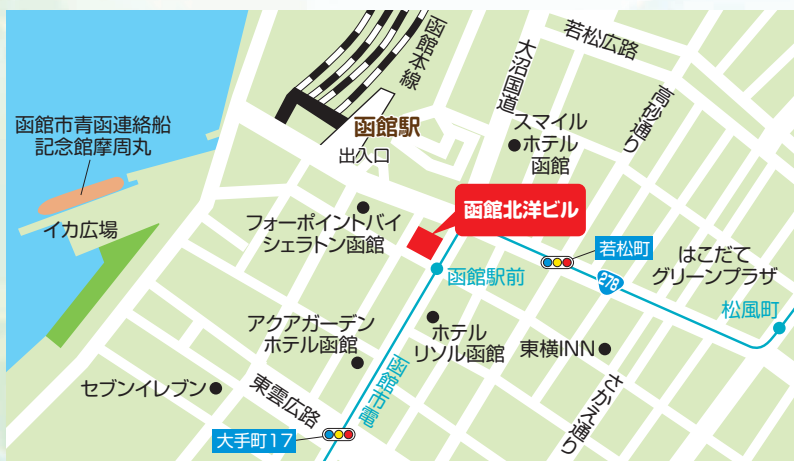 函館本線
若松広路
大沼国道
高砂通り
函館市青函連絡船
記念館摩周丸
函館駅
出入口
スマイル
ホテル
函館
イカ広場
フォーポイントバイ
シェラトン函館
函館北洋ビル
若松町
はこだて
グリーンプラザ
函館駅前
278
松風町
アクアガーデン
ホテル函館
ホテル
リソル函館
東横INN
セブンイレブン
東雲広路
函館市電
さかえ通り
大手町17